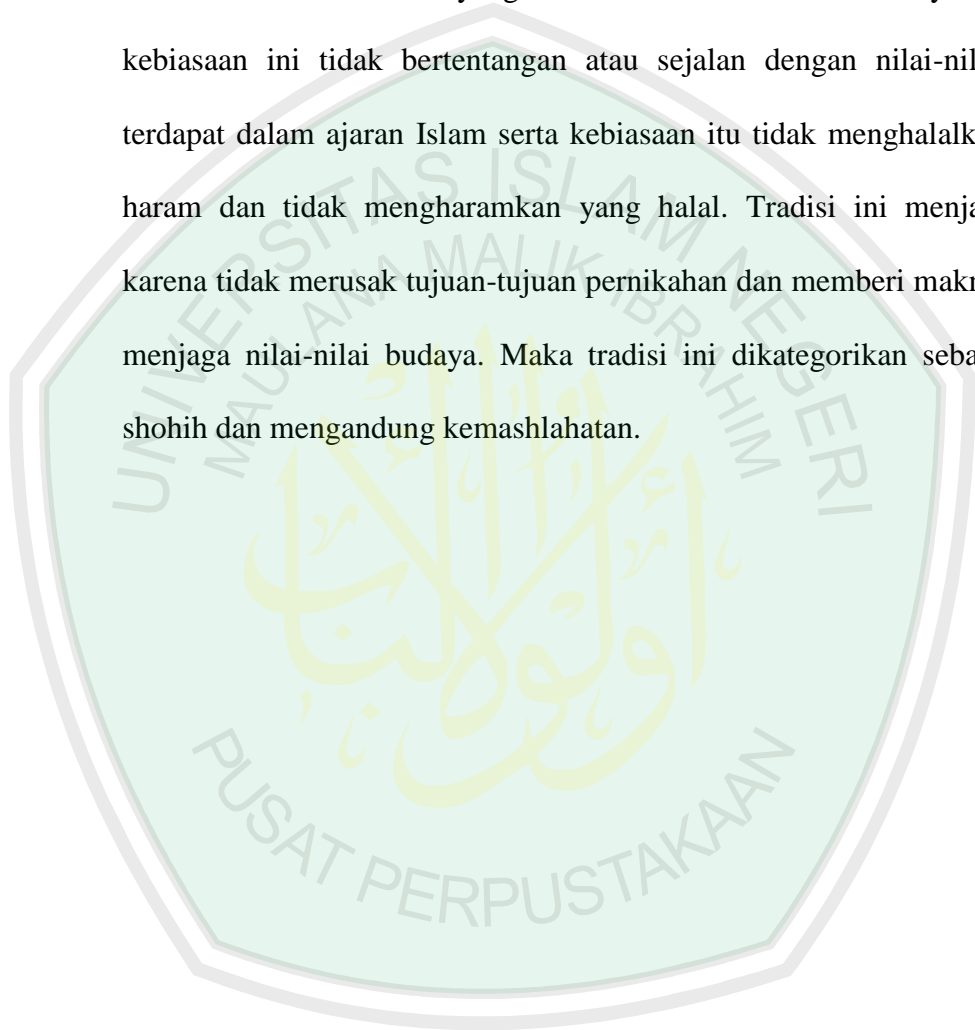 kebiasaan ini tidak bertentangan atau sejalan dengan
terdapat dalam ajaran Islam serta kebiasaan itu tidak
haram dan tidak mengharamkan yang halal. Tradisi ini
karena tidak merusak tujuan-tujuan pernikahan dan memberi
menjaga nilai-nilai budaya. Maka tradisi ini dikategorikan
shohih dan mengandung kemashlahatan.
UNIVERSITAS ISLAM NEGERI
MAULANA MALIK IBRAHIM
أولوا الألباب
PUSAT PERPUSTAKAAN